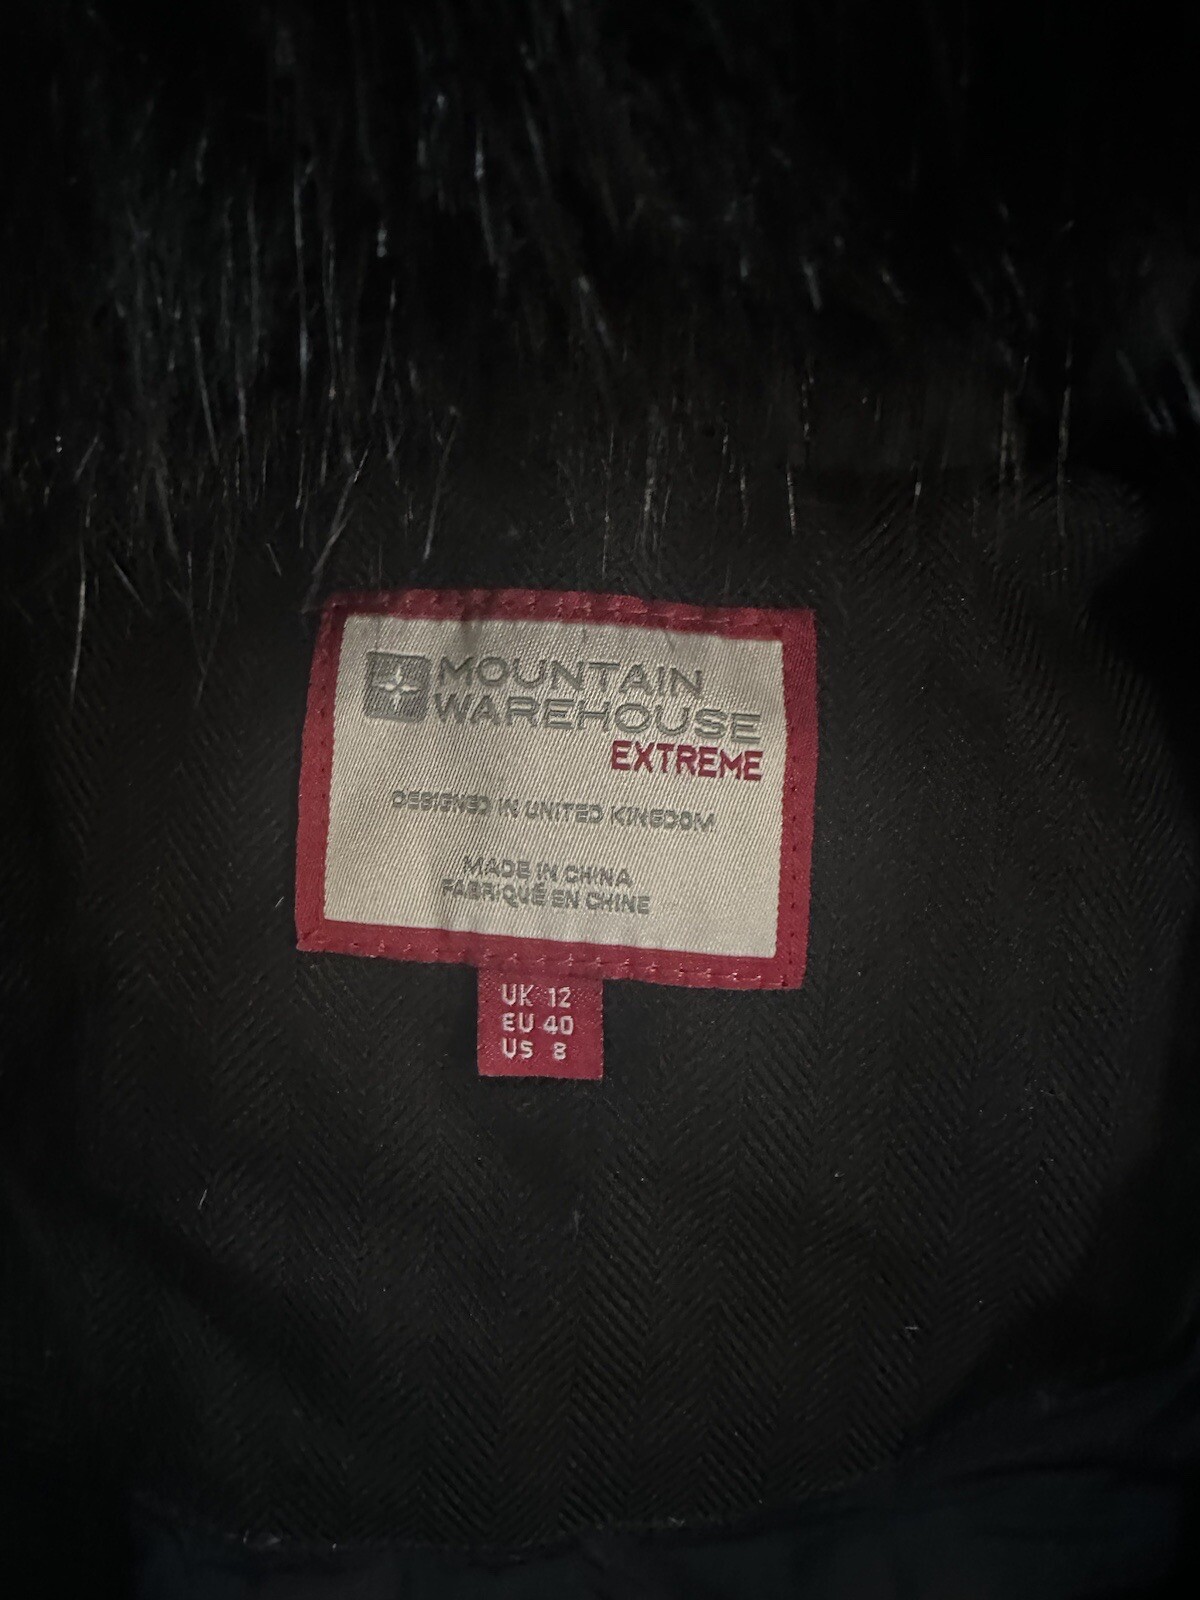 MOUNTAIN
WAREHOUSE
EXTREME
DESIGNED IN UNITED KINGDOM
MADE IN CHINA
FABRIQUÉ EN CHINE
UK 12
EU 40
US 8